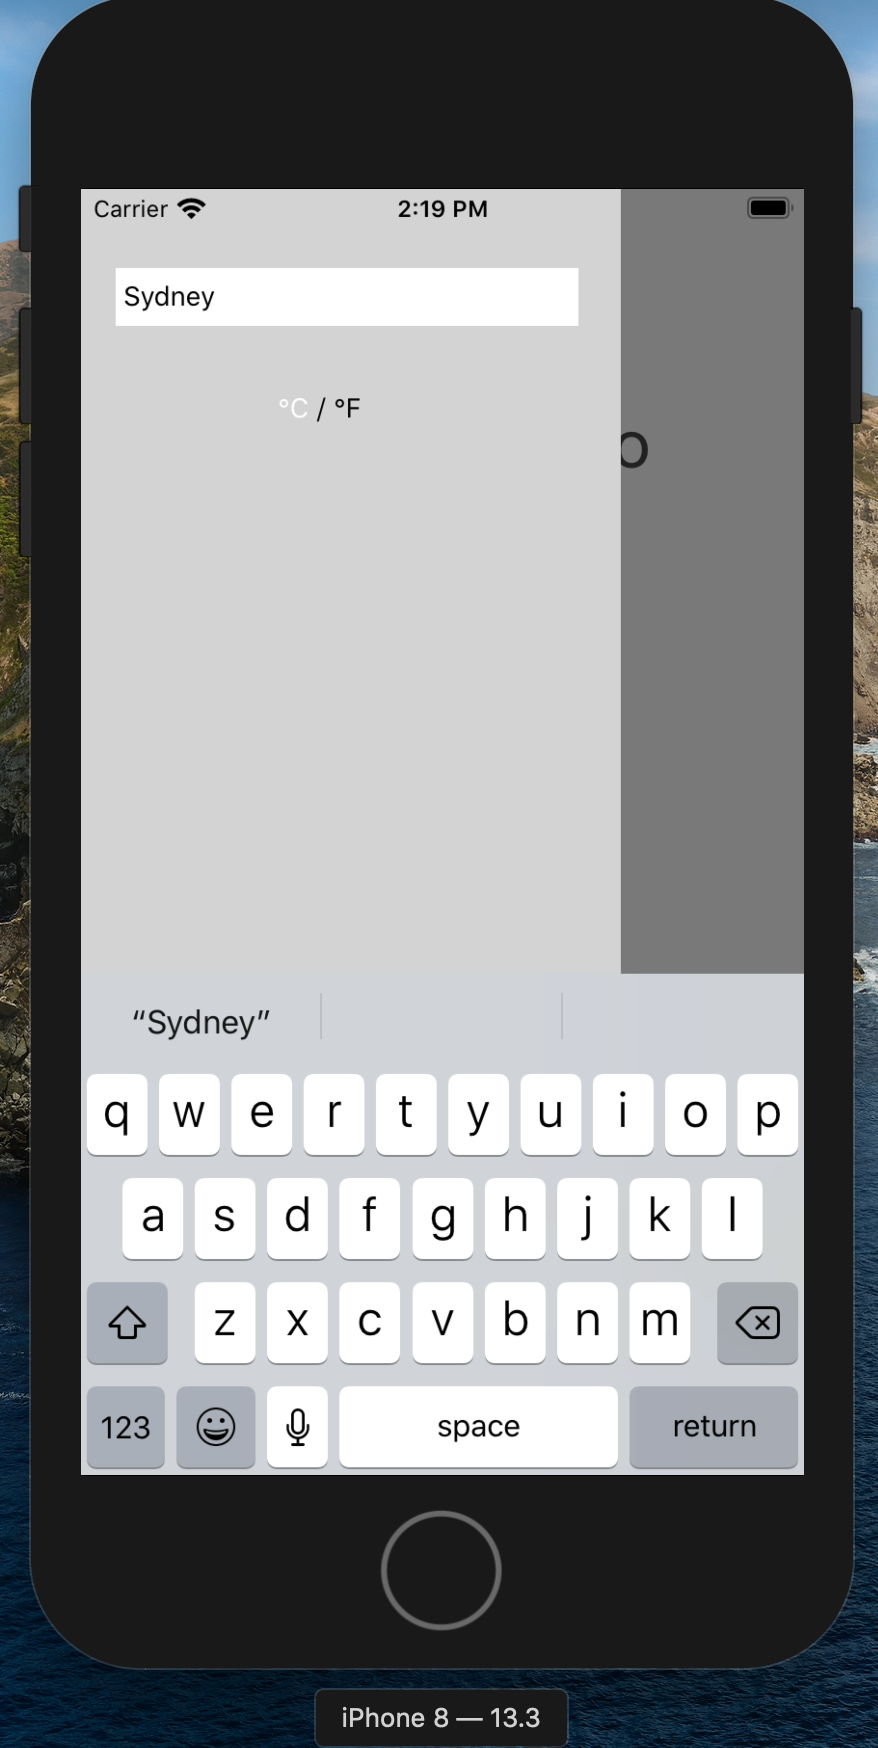 Carrier 2:19 PM
Sydney
°C / °F
o
“Sydney”
q w e r t y u i o p
a s d f g h j k l
z x c v b n m
123 space return
iPhone 8 — 13.3